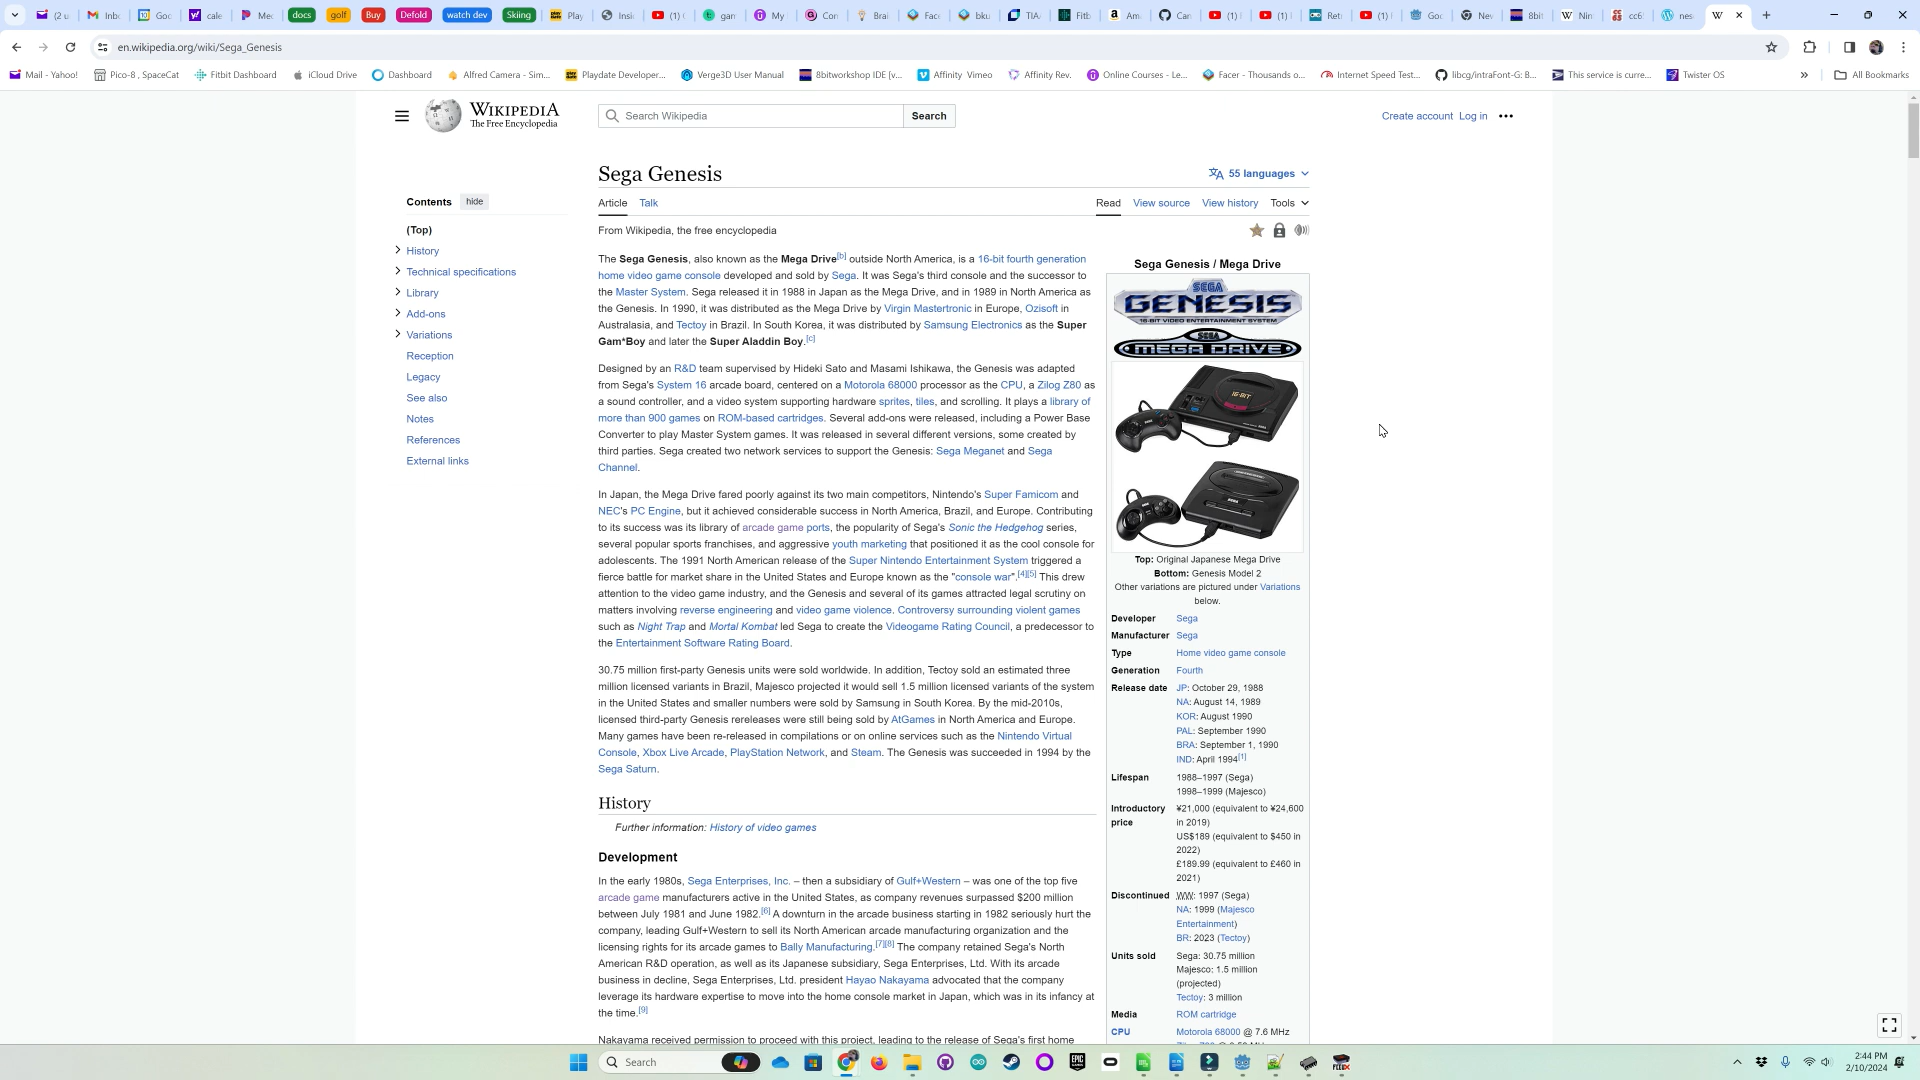 (2 u
Inb
Med
docs
golf
Buy
Defold
watch dev
Skiing
Play
Insi
(1)
My
Brai
Face
TIA
Fitb
Am
(1)
(1)
Ret
(1)
8bit
nes
en.wikipedia.org/wiki/Sega_Genesis
Mail - Yahoo!
Pico-8 , SpaceCat
Fitbit Dashboard
iCloud Drive
Dashboard
Alfred Camera - Sim...
Playdate Developer...
Verge3D User Manual
8bitworkshop IDE [v...
Affinity Vimeo
Affinity Rev.
Online Courses - Le...
Facer - Thousands o...
Internet Speed Test...
libcg/intraFont-G: B...
This service is curre...
Twister OS
All Bookmarks
WIKIPEDIA
The Free Encyclopedia
Search Wikipedia
Search
Create account Log in
Sega Genesis
55 languages
Contents hide
Article Talk
Read View source View history Tools
(Top)
History
Technical specifications
Library
Add-ons
Variations
Reception
Legacy
See also
Notes
References
External links
From Wikipedia, the free encyclopedia
The Sega Genesis, also known as the Mega Drive[b] outside North America, is a 16-bit fourth generation
home video game console developed and sold by Sega. It was Sega's third console and the successor to
the Master System. Sega released it in 1988 in Japan as the Mega Drive, and in 1989 in North America as
the Genesis. In 1990, it was distributed as the Mega Drive by Virgin Mastertronic in Europe, Ozisoft in
Australasia, and Tectoy in Brazil. In South Korea, it was distributed by Samsung Electronics as the Super
Gam*Boy and later the Super Aladdin Boy.[c]
Designed by an R&D team supervised by Hideki Sato and Masami Ishikawa, the Genesis was adapted
from Sega's System 16 arcade board, centered on a Motorola 68000 processor as the CPU, a Zilog Z80 as
a sound controller, and a video system supporting hardware sprites, tiles, and scrolling. It plays a library of
more than 900 games on ROM-based cartridges. Several add-ons were released, including a Power Base
Converter to play Master System games. It was released in several different versions, some created by
third parties. Sega created two network services to support the Genesis: Sega Meganet and Sega
Channel.
In Japan, the Mega Drive fared poorly against its two main competitors, Nintendo's Super Famicom and
NEC's PC Engine, but it achieved considerable success in North America, Brazil, and Europe. Contributing
to its success was its library of arcade game ports, the popularity of Sega's Sonic the Hedgehog series,
several popular sports franchises, and aggressive youth marketing that positioned it as the cool console for
adolescents. The 1991 North American release of the Super Nintendo Entertainment System triggered a
fierce battle for market share in the United States and Europe known as the "console war".[4][5] This drew
attention to the video game industry, and the Genesis and several of its games attracted legal scrutiny on
matters involving reverse engineering and video game violence. Controversy surrounding violent games
such as Night Trap and Mortal Kombat led Sega to create the Videogame Rating Council, a predecessor to
the Entertainment Software Rating Board.
30.75 million first-party Genesis units were sold worldwide. In addition, Tectoy sold an estimated three
million licensed variants in Brazil, Majesco projected it would sell 1.5 million licensed variants of the system
in the United States and smaller numbers were sold by Samsung in South Korea. By the mid-2010s,
licensed third-party Genesis rereleases were still being sold by AtGames in North America and Europe.
Many games have been re-released in compilations or on online services such as the Nintendo Virtual
Console, Xbox Live Arcade, PlayStation Network, and Steam. The Genesis was succeeded in 1994 by the
Sega Saturn.
History
Further information: History of video games
Development
In the early 1980s, Sega Enterprises, Inc. – then a subsidiary of Gulf+Western – was one of the top five
arcade game manufacturers active in the United States, as company revenues surpassed $200 million
between July 1981 and June 1982.[6] A downturn in the arcade business starting in 1982 seriously hurt the
company, leading Gulf+Western to sell its North American arcade manufacturing organization and the
licensing rights for its arcade games to Bally Manufacturing.[7][8] The company retained Sega's North
American R&D operation, as well as its Japanese subsidiary, Sega Enterprises, Ltd. With its arcade
business in decline, Sega Enterprises, Ltd. president Hayao Nakayama advocated that the company
leverage its hardware expertise to move into the home console market in Japan, which was in its infancy at
the time.[9]
Nakayama received permission to proceed with this project, leading to the release of Sega's first home
Sega Genesis / Mega Drive
SEGA
GENESIS
16-BIT VIDEO ENTERTAINMENT SYSTEM
SEGA
MEGA DRIVE
16-BIT
Top: Original Japanese Mega Drive
Bottom: Genesis Model 2
Other variations are pictured under Variations
below.
Developer Sega
Manufacturer Sega
Type Home video game console
Generation Fourth
Release date JP: October 29, 1988
NA: August 14, 1989
KOR: August 1990
PAL: September 1990
BRA: September 1, 1990
IND: April 1994[1]
Lifespan 1988–1997 (Sega)
1998–1999 (Majesco)
Introductory price ¥21,000 (equivalent to ¥24,600
in 2019)
US$189 (equivalent to $450 in
2022)
£189.99 (equivalent to £460 in
2021)
Discontinued WW: 1997 (Sega)
NA: 1999 (Majesco
Entertainment)
BR: 2023 (Tectoy)
Units sold Sega: 30.75 million
Majesco: 1.5 million
(projected)
Tectoy: 3 million
Media ROM cartridge
CPU Motorola 68000 @ 7.6 MHz
Search
2:44 PM
2/10/2024